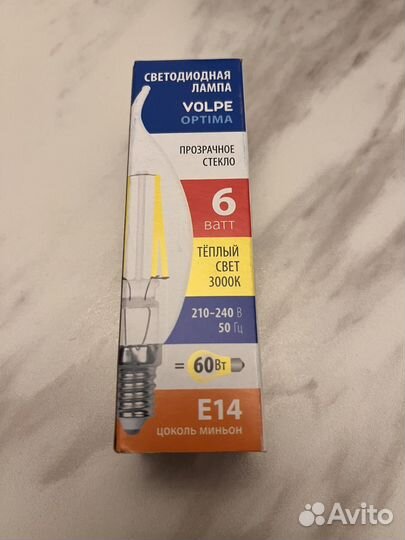 СВЕТОДИОДНАЯ
ЛАМПА
VOLPE
OPTIMA
ПРОЗРАЧНОЕ
СТЕКЛО
6
ватт
ТЁПЛЫЙ
СВЕТ
3000К
210-240 В
50 Гц
= 60Вт
E14
ЦОКОЛЬ МИНЬОН
Avito